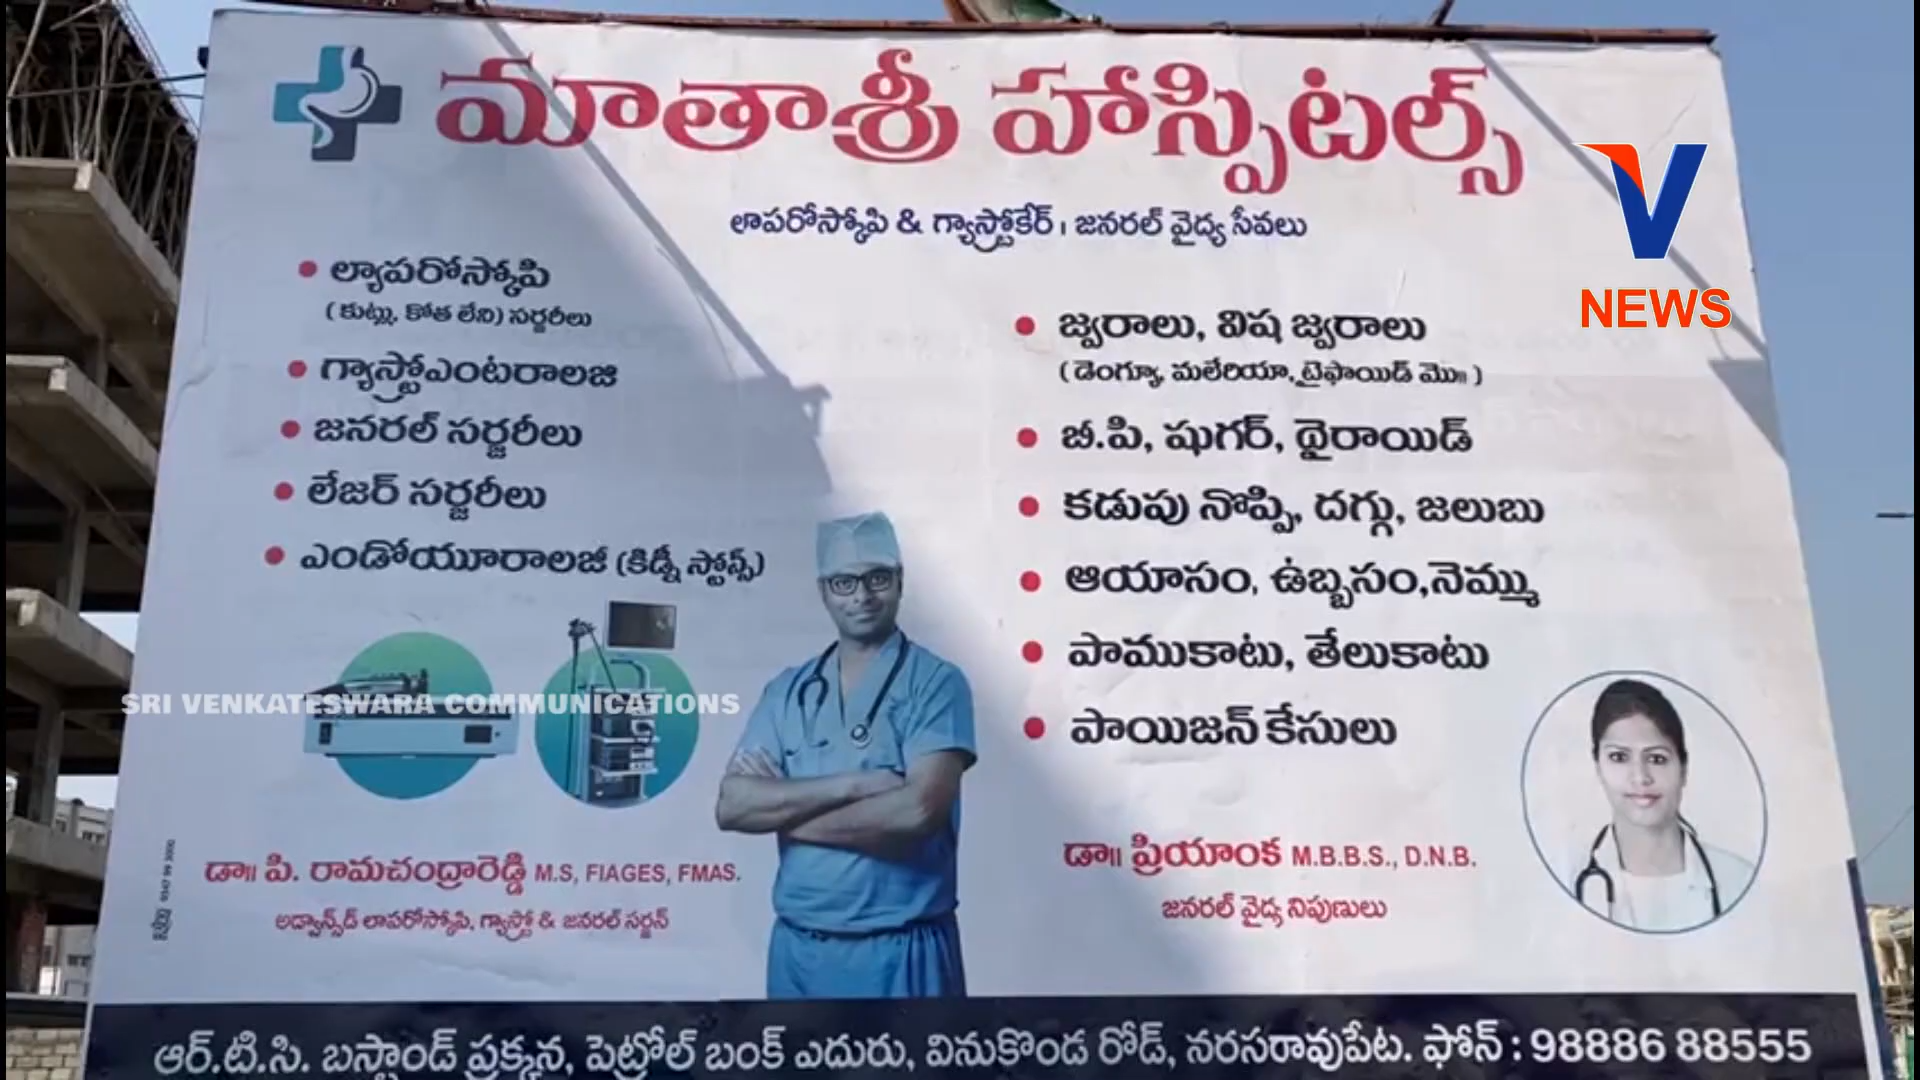 మాతాశ్రీ హాస్పిటల్స్
లాపరోస్కోపి & గ్యాస్ట్రోకేర్ । జనరల్ వైద్య సేవలు
• ల్యాపరోస్కోపి
( కుట్లు, కోత లేని) సర్జరీలు
• గ్యాస్ట్రోఎంటరాలజి
• జనరల్ సర్జరీలు
• లేజర్ సర్జరీలు
• ఎండోయూరాలజీ (కిడ్నీ స్టోన్స్)
డా॥ పి. రామచంద్రారెడ్డి M.S, FIAGES, FMAS.
అడ్వాన్స్‌డ్ లాపరోస్కోపి, గ్యాస్ట్రో & జనరల్ సర్జన్
• జ్వరాలు, విష జ్వరాలు
( డెంగ్యూ, మలేరియా, టైఫాయిడ్ మొ॥ )
• బీ.పి, షుగర్, థైరాయిడ్
• కడుపు నొప్పి, దగ్గు, జలుబు
• ఆయాసం, ఉబ్బసం,నెమ్ము
• పాముకాటు, తేలుకాటు
• పాయిజన్ కేసులు
డా॥ ప్రియాంక M.B.B.S., D.N.B.
జనరల్ వైద్య నిపుణులు
ఆర్.టి.సి. బస్టాండ్ ప్రక్కన, పెట్రోల్ బంక్ ఎదురు, వినుకొండ రోడ్, నరసరావుపేట. ఫోన్ : 98886 88555
V
NEWS
SRI VENKATESWARA COMMUNICATIONS